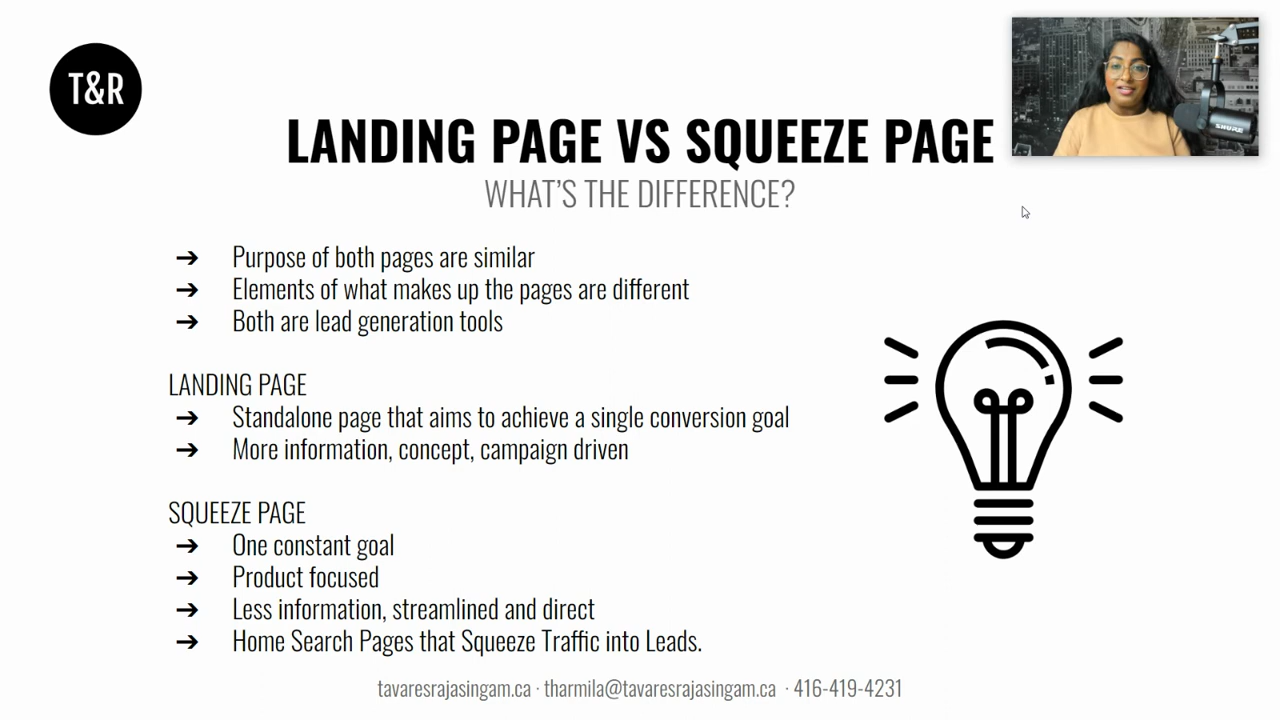 T&R
LANDING PAGE VS SQUEEZE PAGE
WHAT'S THE DIFFERENCE?
➔ Purpose of both pages are similar
➔ Elements of what makes up the pages are different
➔ Both are lead generation tools
LANDING PAGE
➔ Standalone page that aims to achieve a single conversion goal
➔ More information, concept, campaign driven
SQUEEZE PAGE
➔ One constant goal
➔ Product focused
➔ Less information, streamlined and direct
➔ Home Search Pages that Squeeze Traffic into Leads.
tavaresrajasingam.ca · tharmila@tavaresrajasingam.ca · 416-419-4231
SHURE